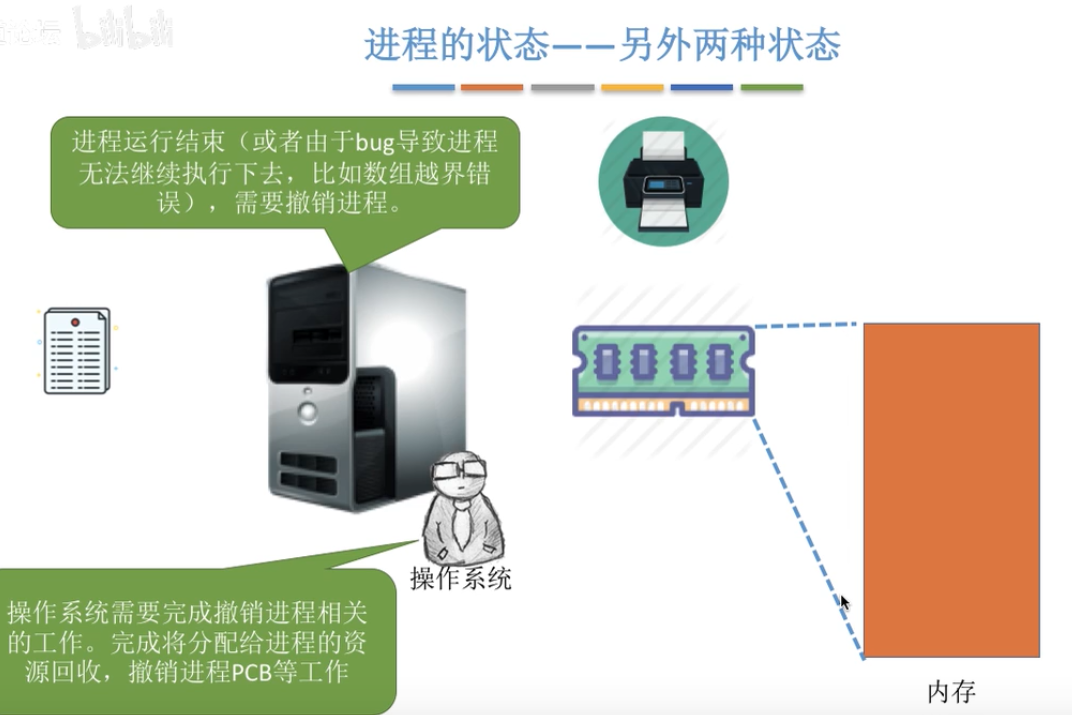 进程的状态——另外两种状态
进程运行结束（或者由于bug导致进程
无法继续执行下去，比如数组越界错
误），需要撤销进程。
操作系统
操作系统需要完成撤销进程相关
的工作。完成将分配给进程的资
源回收，撤销进程PCB等工作
内存
bilibili